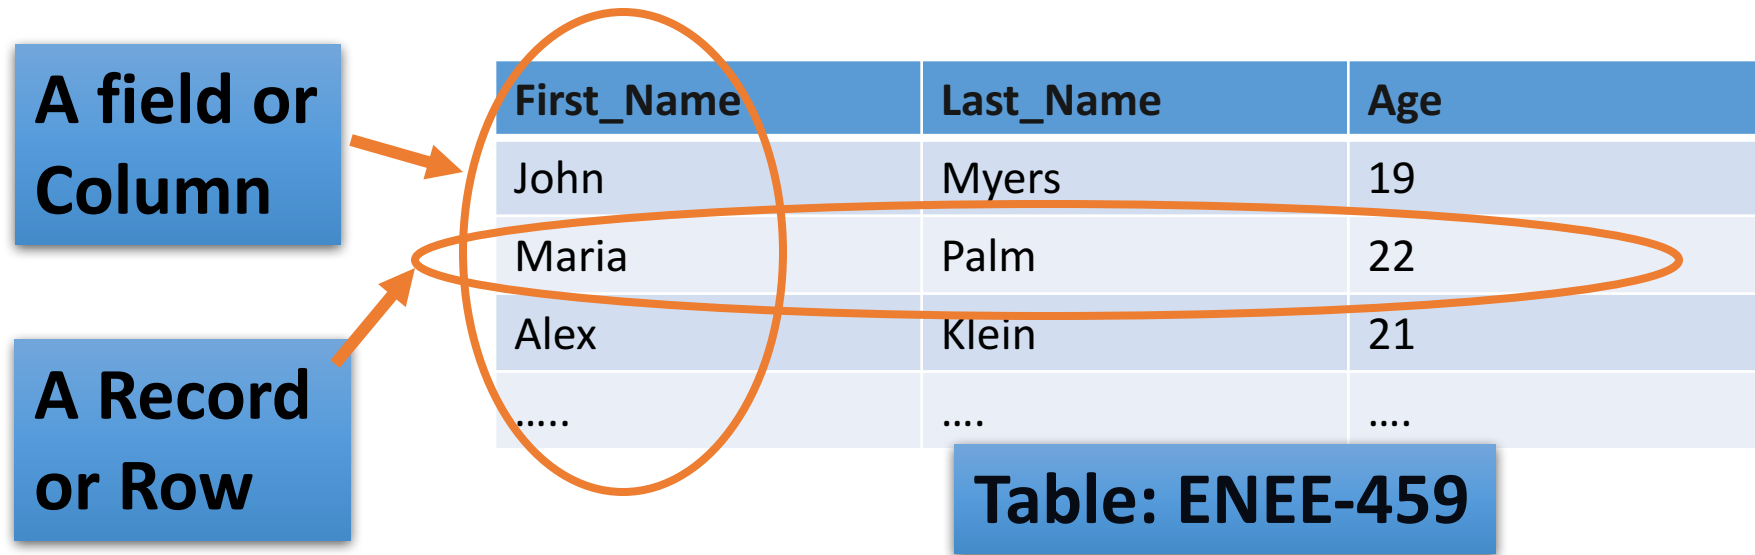 A field or
Column
First_Name Last_Name Age
John Myers 19
Maria Palm 22
Alex Klein 21
..... .... ....
A Record
or Row
Table: ENEE-459